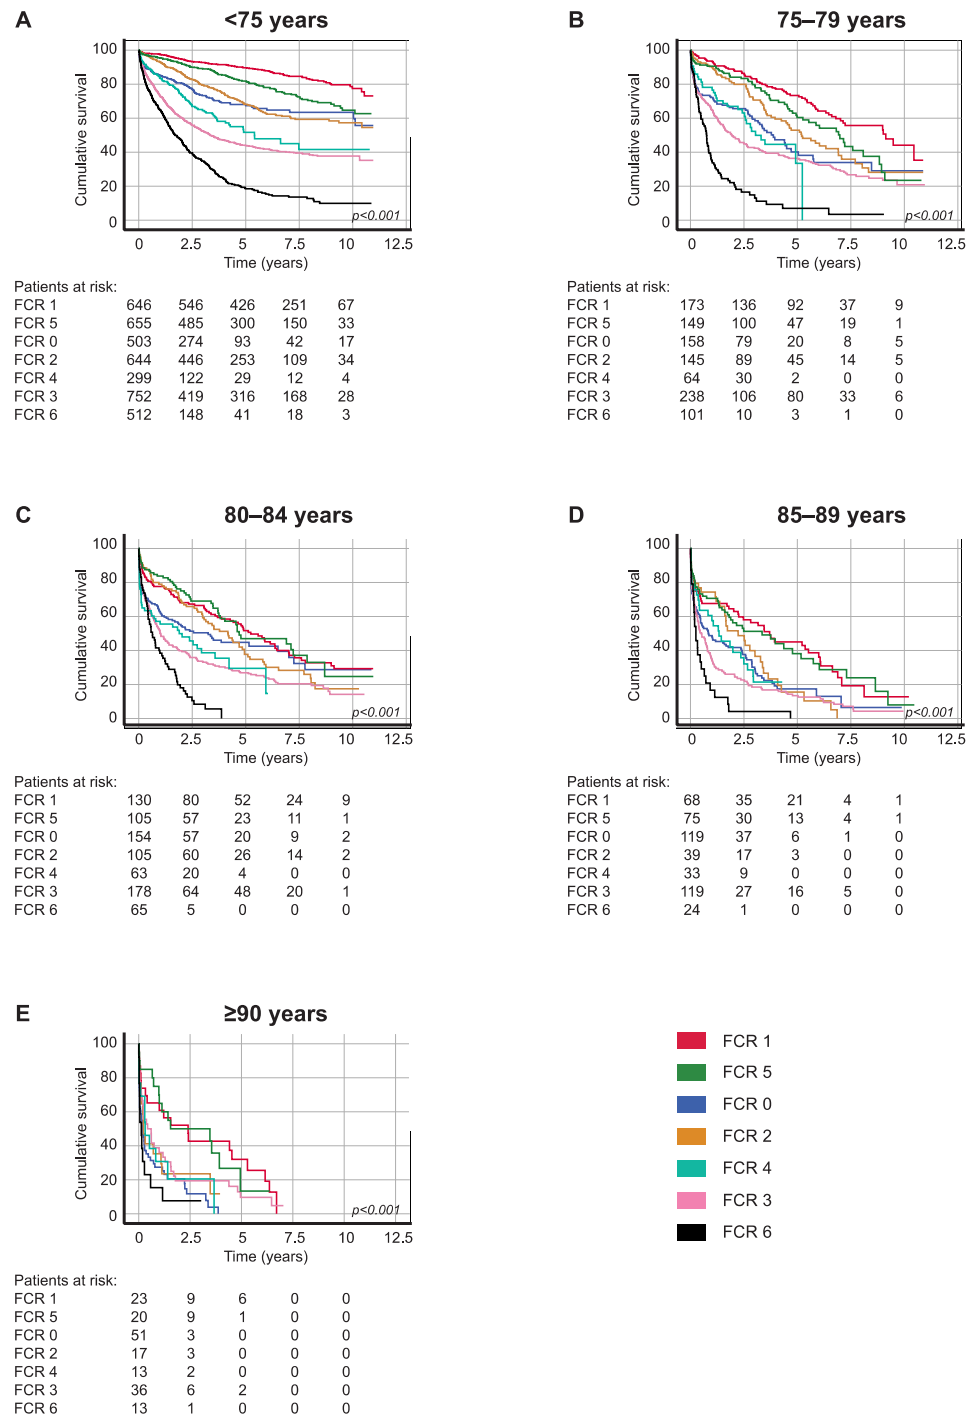 A <75 years
100
80
60
40
20
0
Cumulative survival
p<0.001
0 2.5 5 7.5 10 12.5
Time (years)
Patients at risk:
FCR 1 646 546 426 251 67
FCR 5 655 485 300 150 33
FCR 0 503 274 93 42 17
FCR 2 644 446 253 109 34
FCR 4 299 122 29 12 4
FCR 3 752 419 316 168 28
FCR 6 512 148 41 18 3
B 75–79 years
100
80
60
40
20
0
Cumulative survival
p<0.001
0 2.5 5 7.5 10 12.5
Time (years)
Patients at risk:
FCR 1 173 136 92 37 9
FCR 5 149 100 47 19 1
FCR 0 158 79 20 8 5
FCR 2 145 89 45 14 5
FCR 4 64 30 2 0 0
FCR 3 238 106 80 33 6
FCR 6 101 10 3 1 0
C 80–84 years
100
80
60
40
20
0
Cumulative survival
p<0.001
0 2.5 5 7.5 10 12.5
Time (years)
Patients at risk:
FCR 1 130 80 52 24 9
FCR 5 105 57 23 11 1
FCR 0 154 57 20 9 2
FCR 2 105 60 26 14 2
FCR 4 63 20 4 0 0
FCR 3 178 64 48 20 1
FCR 6 65 5 0 0 0
D 85–89 years
100
80
60
40
20
0
Cumulative survival
p<0.001
0 2.5 5 7.5 10 12.5
Time (years)
Patients at risk:
FCR 1 68 35 21 4 1
FCR 5 75 30 13 4 1
FCR 0 119 37 6 1 0
FCR 2 39 17 3 0 0
FCR 4 33 9 0 0 0
FCR 3 119 27 16 5 0
FCR 6 24 1 0 0 0
E ≥90 years
100
80
60
40
20
0
Cumulative survival
p<0.001
0 2.5 5 7.5 10 12.5
Time (years)
Patients at risk:
FCR 1 23 9 6 0 0
FCR 5 20 9 1 0 0
FCR 0 51 3 0 0 0
FCR 2 17 3 0 0 0
FCR 4 13 2 0 0 0
FCR 3 36 6 2 0 0
FCR 6 13 1 0 0 0
FCR 1
FCR 5
FCR 0
FCR 2
FCR 4
FCR 3
FCR 6